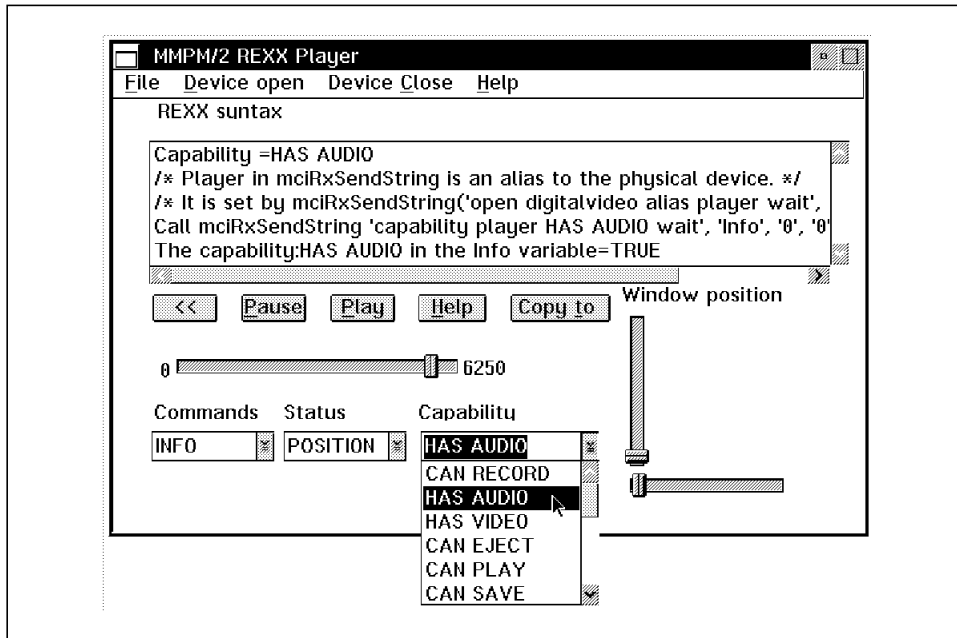 MMPM/2 REXX Player
File Device open Device Close Help
REXX syntax
Capability =HAS AUDIO
/* Player in mciRxSendString is an alias to the physical device. */
/* It is set by mciRxSendString('open digitalvideo alias player wait',
Call mciRxSendString 'capability player HAS AUDIO wait', 'Info', '0', '0'
The capability:HAS AUDIO in the Info variable=TRUE
<< Pause Play Help Copy to
Window position
0 6250
Commands Status Capability
INFO POSITION HAS AUDIO
CAN RECORD
HAS AUDIO
HAS VIDEO
CAN EJECT
CAN PLAY
CAN SAVE